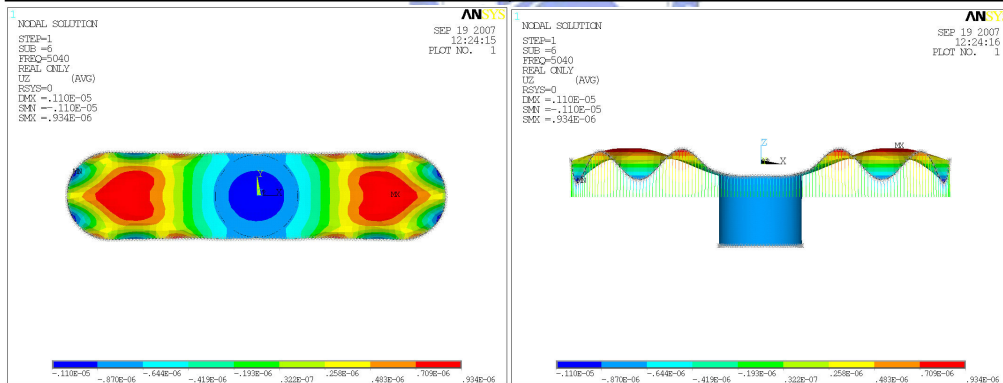 1
ANSYS
NODAL SOLUTION
SEP 19 2007
12:24:15
PLOT NO. 1
STEP=1
SUB =6
FREQ=5040
REAL ONLY
UZ (AVG)
RSYS=0
DMX =.110E-05
SMN =-.110E-05
SMX =.934E-06
MN
Y
MX
-.110E-05
-.870E-06
-.644E-06
-.419E-06
-.193E-06
.322E-07
.258E-06
.483E-06
.709E-06
.934E-06
1
ANSYS
NODAL SOLUTION
SEP 19 2007
12:24:16
PLOT NO. 1
STEP=1
SUB =6
FREQ=5040
REAL ONLY
UZ (AVG)
RSYS=0
DMX =.110E-05
SMN =-.110E-05
SMX =.934E-06
Z
X
MX
MN
-.110E-05
-.870E-06
-.644E-06
-.419E-06
-.193E-06
.322E-07
.258E-06
.483E-06
.709E-06
.934E-06